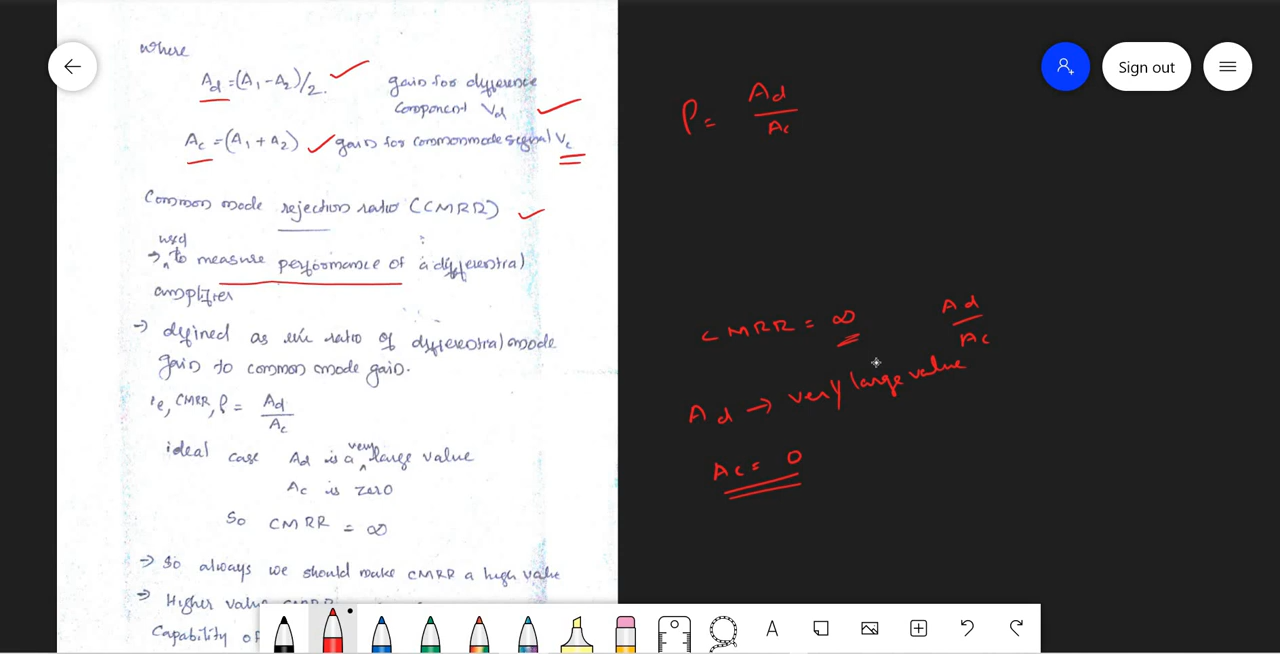 where
Ad = (A1 - A2)/2. gain for difference
component Vd
Ac = (A1 + A2) gain for commonmode signal Vc
Common mode rejection ratio (CMRR)
used
→ ^ to measure performance of a differential
amplifier
→ defined as the ratio of differential mode
gain to common mode gain.
ie, CMRR, ρ = Ad / Ac
ideal case Ad is a very large value
Ac is zero
So CMRR = ∞
→ So always we should make CMRR a high value
→ Higher value CMRR
Capability of
Sign out
ρ = Ad / Ac
CMRR = ∞ Ad / Ac
Ad → very large value
Ac = 0
A